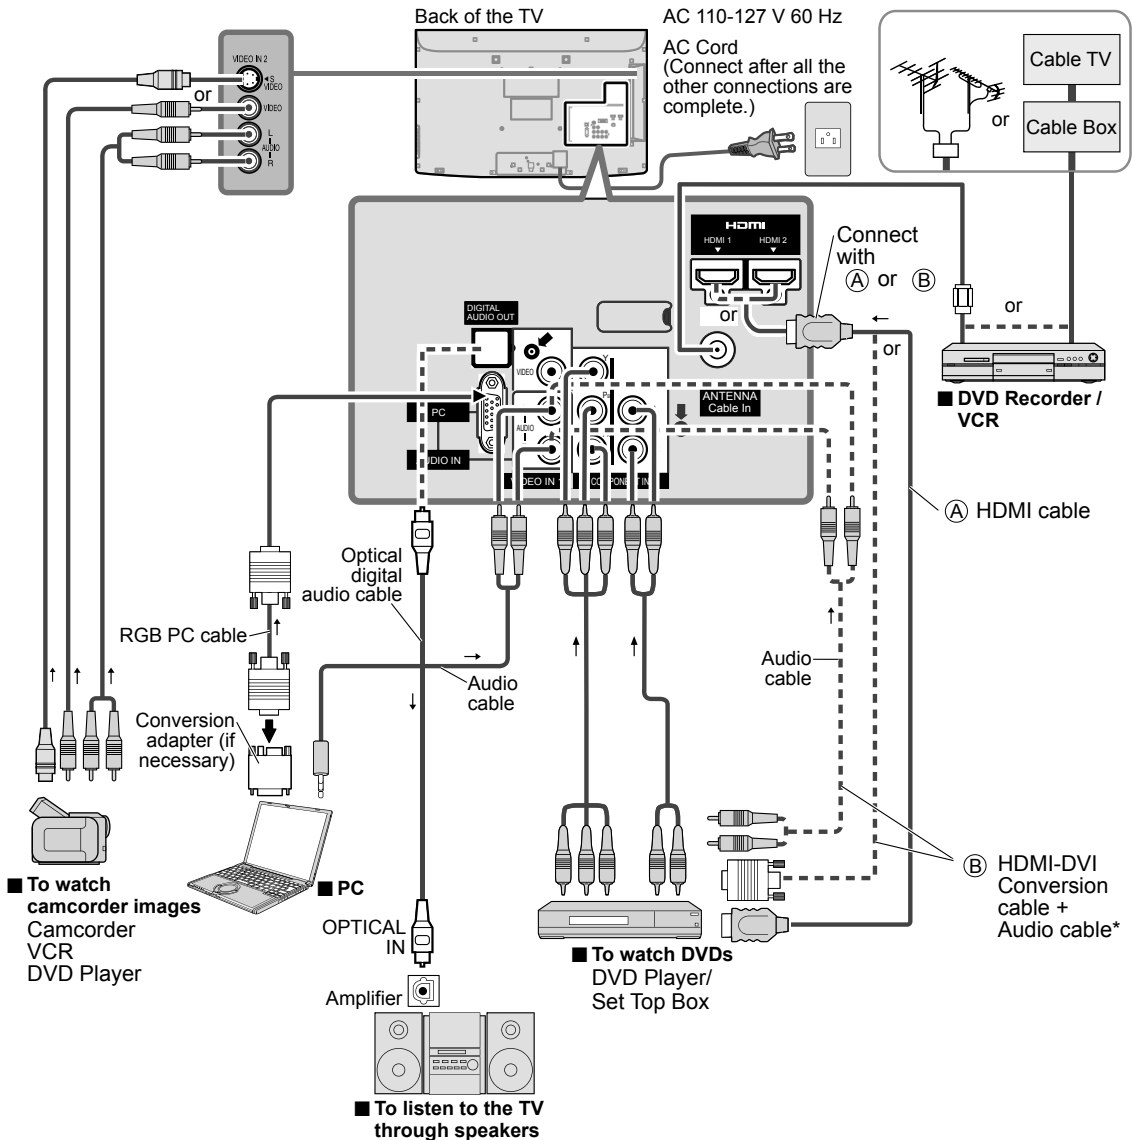 Back of the TV
AC 110-127 V 60 Hz
AC Cord
(Connect after all the
other connections are
complete.)
Cable TV
or
Cable Box
VIDEO IN 2
S
VIDEO
or
VIDEO
L
AUDIO
R
HDMI
HDMI 1
HDMI 2
or
Connect
with
Ⓐ or Ⓑ
or
or
■ DVD Recorder /
VCR
DIGITAL
AUDIO OUT
VIDEO
Y
PC
AUDIO
AUDIO IN
VIDEO IN 1
COMPONENT IN
ANTENNA
Cable In
Ⓐ HDMI cable
Optical
digital
audio cable
RGB PC cable
Audio
cable
Audio
cable
Conversion
adapter (if
necessary)
■ To watch
camcorder images
Camcorder
VCR
DVD Player
■ PC
OPTICAL
IN
Amplifier
■ To watch DVDs
DVD Player/
Set Top Box
Ⓑ HDMI-DVI
Conversion
cable +
Audio cable*
■ To listen to the TV
through speakers